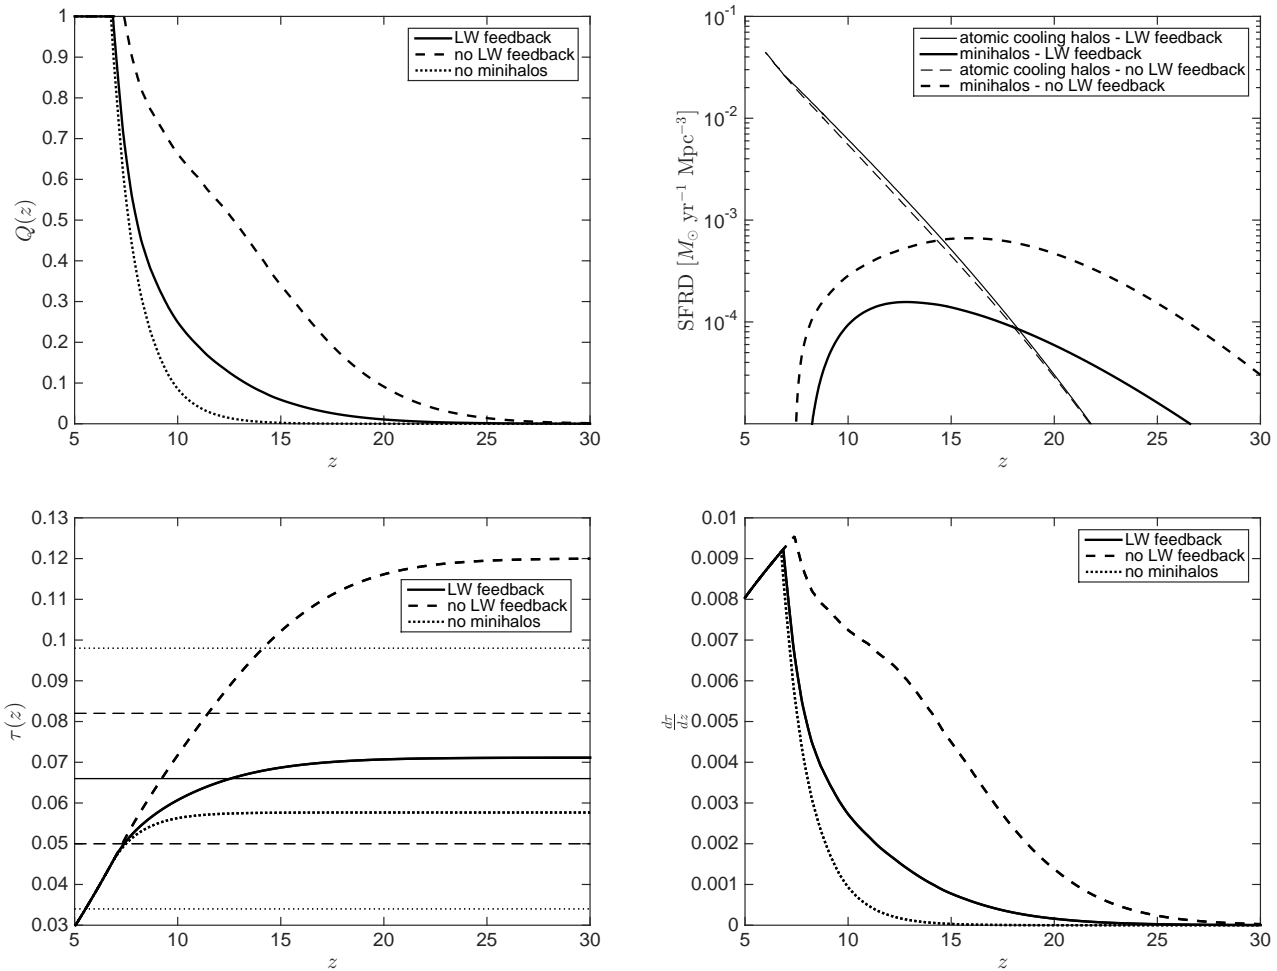 1
0.9
0.8
0.7
0.6
0.5
0.4
0.3
0.2
0.1
0
5 10 15 20 25 30
z
Q(z)
LW feedback
no LW feedback
no minihalos
10−1
10−2
10−3
10−4
5 10 15 20 25 30
z
SFRD [M⊙ yr−1 Mpc−3]
atomic cooling halos - LW feedback
minihalos - LW feedback
atomic cooling halos - no LW feedback
minihalos - no LW feedback
0.13
0.12
0.11
0.1
0.09
0.08
0.07
0.06
0.05
0.04
0.03
5 10 15 20 25 30
z
τ(z)
LW feedback
no LW feedback
no minihalos
0.01
0.009
0.008
0.007
0.006
0.005
0.004
0.003
0.002
0.001
0
5 10 15 20 25 30
z
dτ
dz
LW feedback
no LW feedback
no minihalos